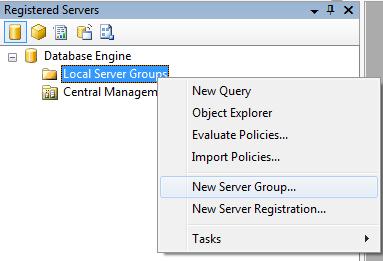 Registered Servers
Database Engine
Local Server Groups
Central Managem
New Query
Object Explorer
Evaluate Policies...
Import Policies...
New Server Group...
New Server Registration...
Tasks